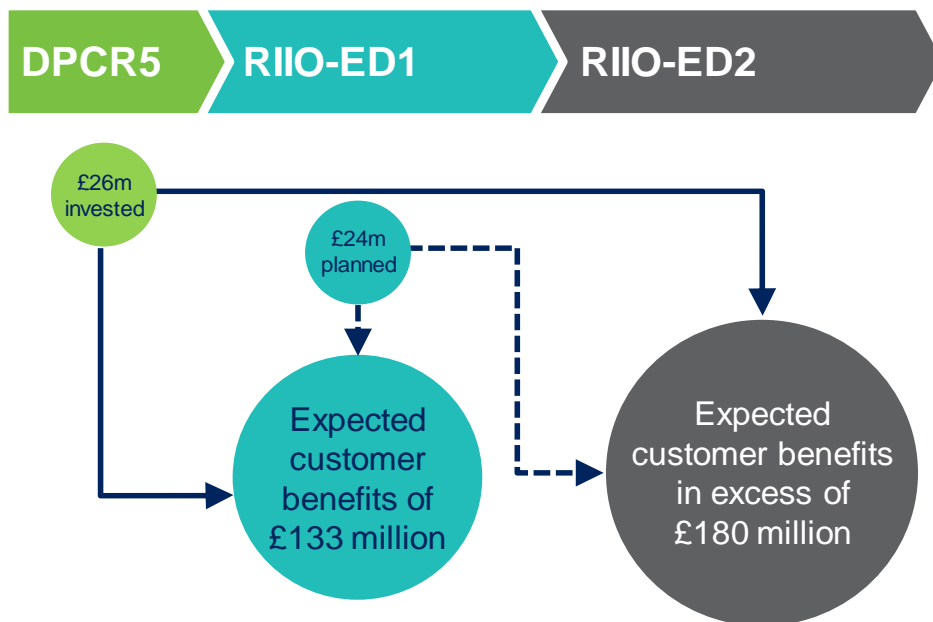 DPCR5
RIIO-ED1
RIIO-ED2
£26m
invested
£24m
planned
Expected
customer
benefits of
£133 million
Expected
customer benefits
in excess of
£180 million